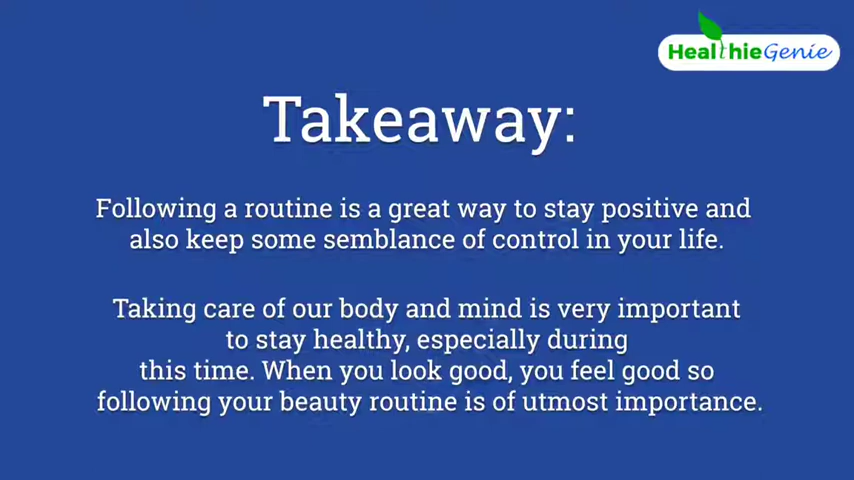 HealthieGenie
Takeaway:
Following a routine is a great way to stay positive and
also keep some semblance of control in your life.
Taking care of our body and mind is very important
to stay healthy, especially during
this time. When you look good, you feel good so
following your beauty routine is of utmost importance.